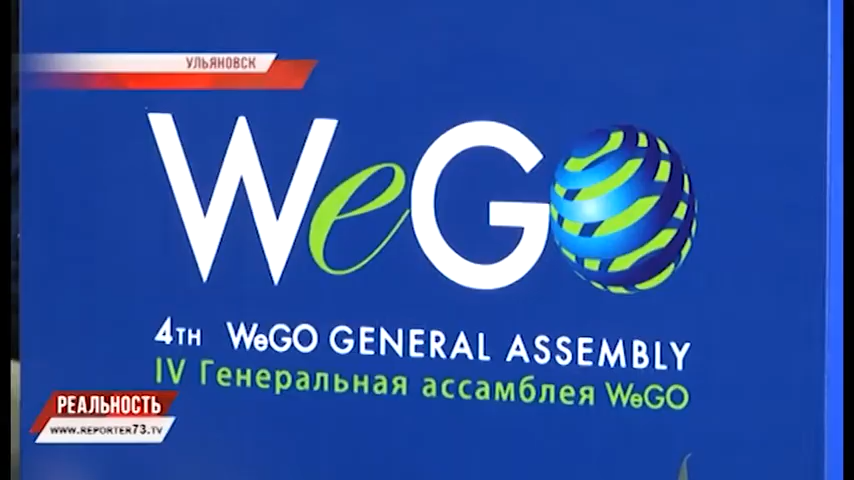 УЛЬЯНОВСК
WeGO
4TH WeGO GENERAL ASSEMBLY
IV Генеральная ассамблея WeGO
РЕАЛЬНОСТЬ
WWW.REPORTER73.TV